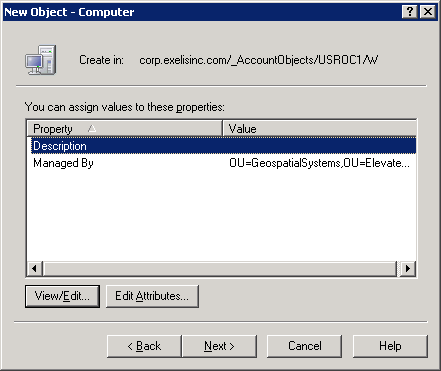 New Object - Computer
Create in: corp.exelisinc.com/_AccountObjects/USROC1/W
You can assign values to these properties:
Property Value
Description
Managed By OU=GeospatialSystems,OU=Elevate...
View/Edit... Edit Attributes...
< Back Next > Cancel Help